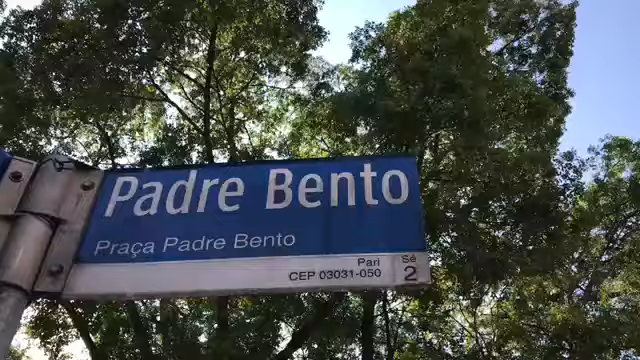 Padre Bento
Praça Padre Bento
Pari
CEP 03031-050
Sé
2